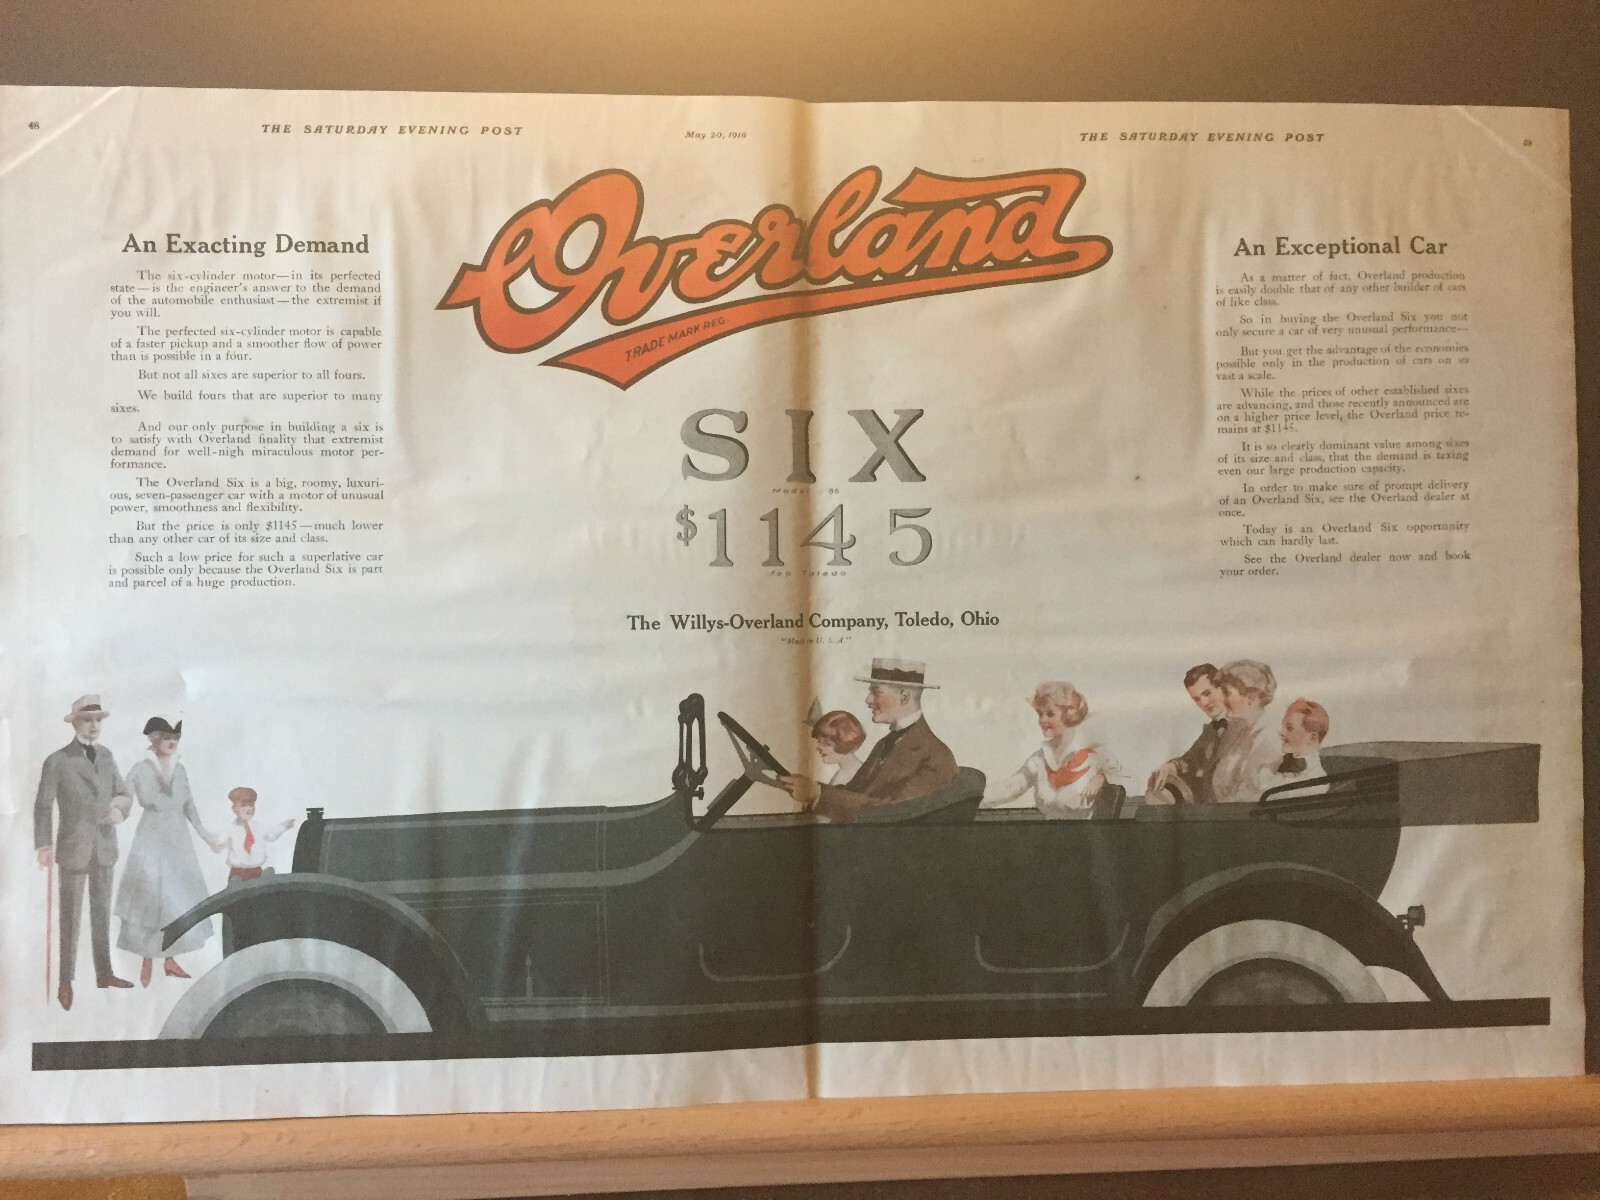 48
THE SATURDAY EVENING POST
May 20, 1916
THE SATURDAY EVENING POST
Overland
TRADE MARK REG
SIX
Model 86
$1145
Fob Toledo
The Willys-Overland Company, Toledo, Ohio
"Made in U. S. A."
An Exacting Demand
The six-cylinder motor—in its perfected
state—is the engineer's answer to the demand
of the automobile enthusiast—the extremist if
you will.
The perfected six-cylinder motor is capable
of a faster pickup and a smoother flow of power
than is possible in a four.
But not all sixes are superior to all fours.
We build fours that are superior to many
sixes.
And our only purpose in building a six is
to satisfy with Overland finality that extremist
demand for well-nigh miraculous motor per-
formance.
The Overland Six is a big, roomy, luxuri-
ous, seven-passenger car with a motor of unusual
power, smoothness and flexibility.
But the price is only $1145—much lower
than any other car of its size and class.
Such a low price for such a superlative car
is possible only because the Overland Six is part
and parcel of a huge production.
An Exceptional Car
As a matter of fact, Overland production
is easily double that of any other builder of cars
of like class.
So in buying the Overland Six you not
only secure a car of very unusual performance—
But you get the advantage of the economies
possible only in the production of cars on so
vast a scale.
While the prices of other established sixes
are advancing, and those recently announced are
on a higher price level, the Overland price re-
mains at $1145.
It is so clearly dominant value among sixes
of its size and class, that the demand is taxing
even our large production capacity.
In order to make sure of prompt delivery
of an Overland Six, see the Overland dealer at
once.
Today is an Overland Six opportunity
which can hardly last.
See the Overland dealer now and book
your order.